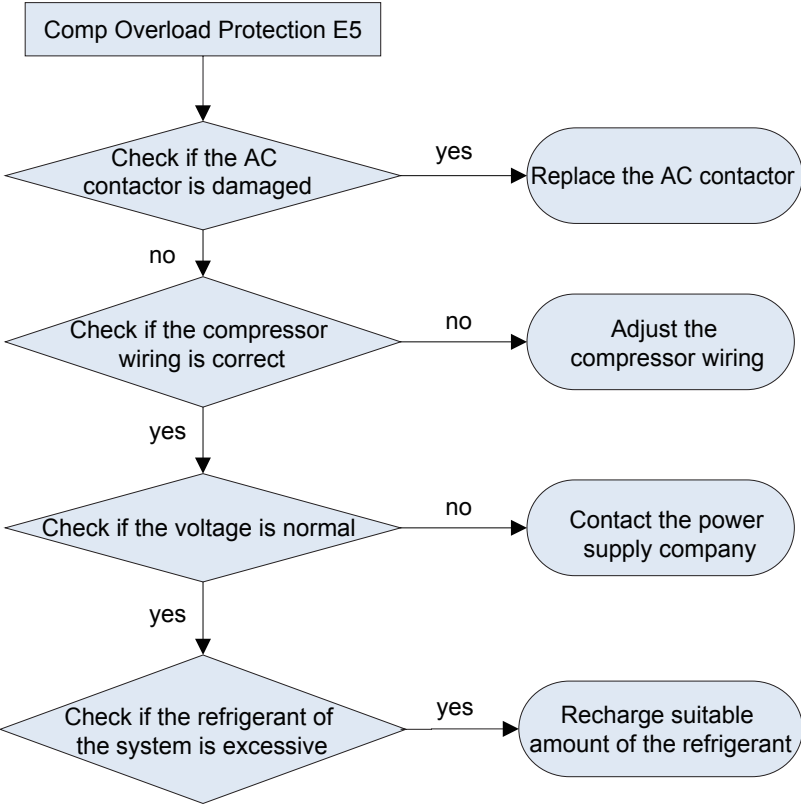 Comp Overload Protection E5
Check if the AC
contactor is damaged
yes
Replace the AC contactor
no
Check if the compressor
wiring is correct
no
Adjust the
compressor wiring
yes
Check if the voltage is normal
no
Contact the power
supply company
yes
Check if the refrigerant of
the system is excessive
yes
Recharge suitable
amount of the refrigerant